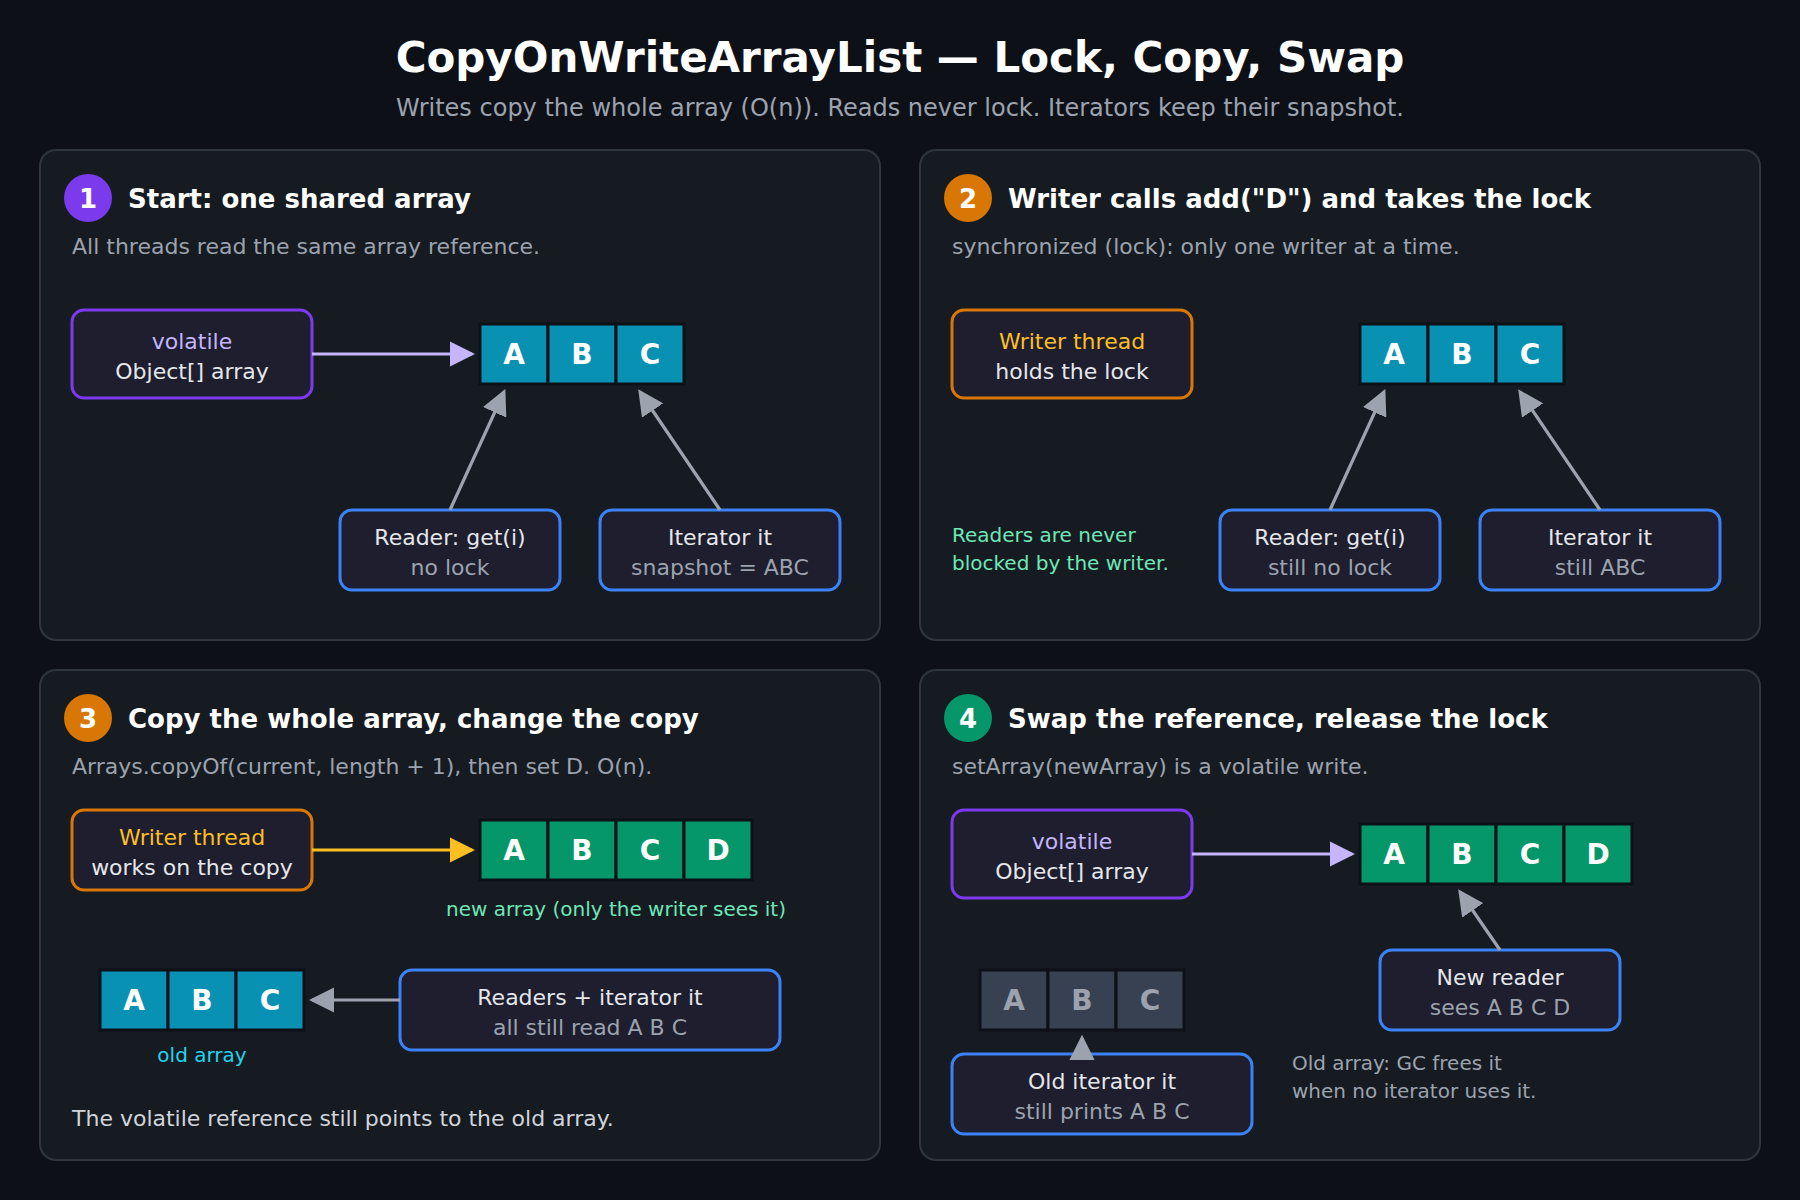 CopyOnWriteArrayList — Lock, Copy, Swap
Writes copy the whole array (O(n)). Reads never lock. Iterators keep their snapshot.
1 Start: one shared array
All threads read the same array reference.
volatile
Object[] array
A B C
Reader: get(i)
no lock
Iterator it
snapshot = ABC
2 Writer calls add("D") and takes the lock
synchronized (lock): only one writer at a time.
Writer thread
holds the lock
A B C
Readers are never
blocked by the writer.
Reader: get(i)
still no lock
Iterator it
still ABC
3 Copy the whole array, change the copy
Arrays.copyOf(current, length + 1), then set D. O(n).
Writer thread
works on the copy
A B C D
new array (only the writer sees it)
A B C
old array
Readers + iterator it
all still read A B C
The volatile reference still points to the old array.
4 Swap the reference, release the lock
setArray(newArray) is a volatile write.
volatile
Object[] array
A B C D
New reader
sees A B C D
A B C
Old iterator it
still prints A B C
Old array: GC frees it
when no iterator uses it.